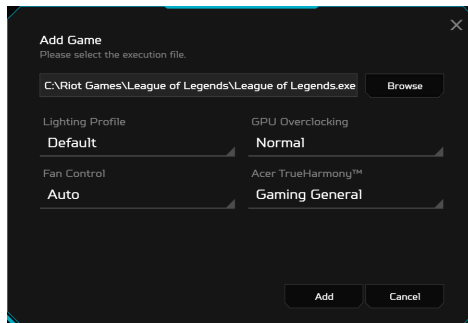 Add Game
Please select the execution file.
C:\Riot Games\League of Legends\League of Legends.exe Browse
Lighting Profile GPU Overclocking
Default Normal
Fan Control Acer TrueHarmony™
Auto Gaming General
Add Cancel